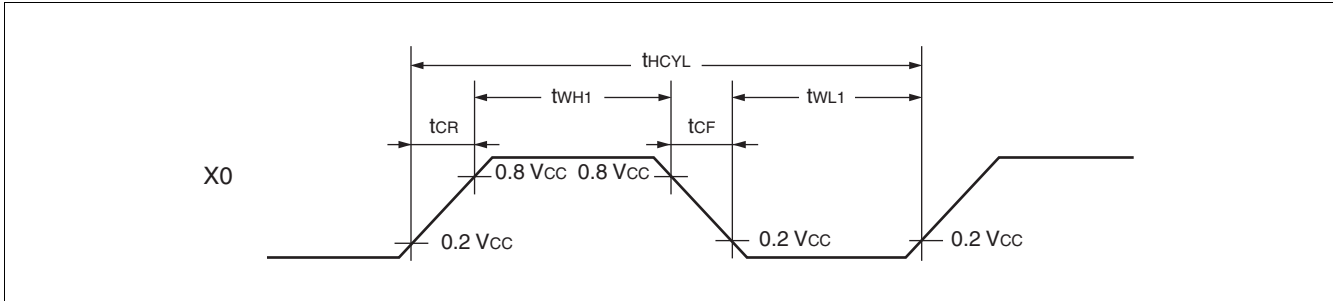 tHCYL
tWH1
tWL1
tCR
tCF
X0
0.8 VCC
0.8 VCC
0.2 VCC
0.2 VCC
0.2 VCC